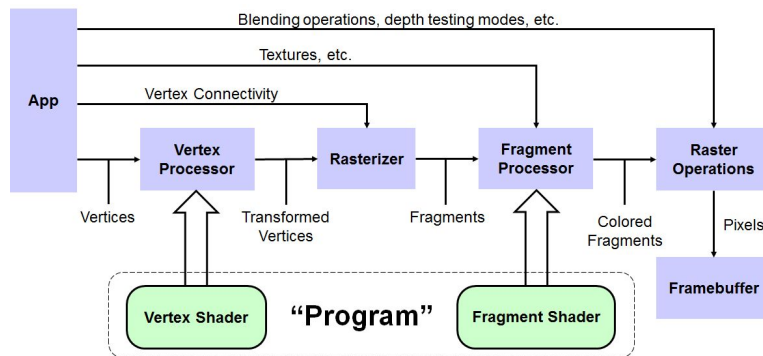 Blending operations, depth testing modes, etc.
Textures, etc.
App
Vertex Connectivity
Vertex
Processor
Rasterizer
Fragment
Processor
Raster
Operations
Vertices
Transformed
Vertices
Fragments
Colored
Fragments
Pixels
Vertex Shader
“Program”
Fragment Shader
Framebuffer